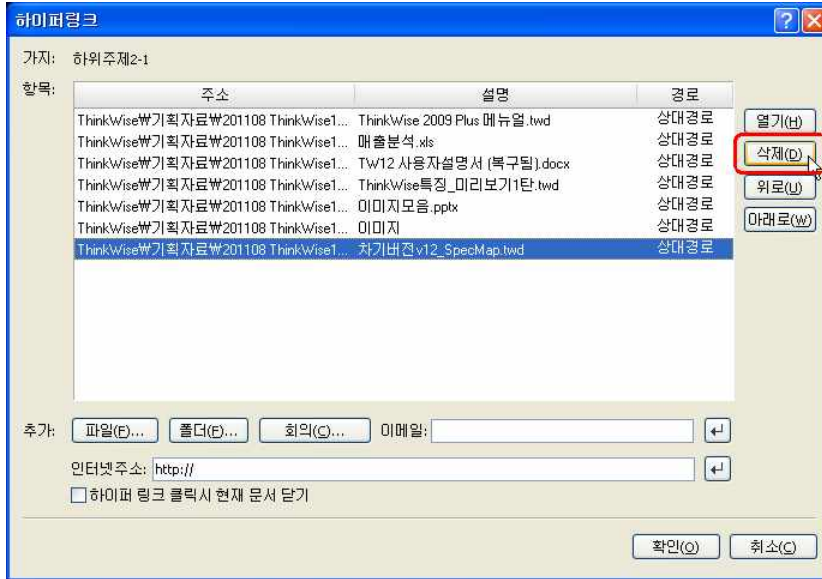 하이퍼링크
가지: 하위주제2-1
항목:
주소 설명 경로
ThinkWise₩기획자료₩201108 ThinkWise1... ThinkWise 2009 Plus 메뉴얼.twd 상대경로
ThinkWise₩기획자료₩201108 ThinkWise1... 매출분석.xls 상대경로
ThinkWise₩기획자료₩201108 ThinkWise1... TW12 사용자설명서 (복구됨).docx 상대경로
ThinkWise₩기획자료₩201108 ThinkWise1... ThinkWise특징_미리보기1탄.twd 상대경로
ThinkWise₩기획자료₩201108 ThinkWise1... 이미지모음.pptx 상대경로
ThinkWise₩기획자료₩201108 ThinkWise1... 이미지 상대경로
ThinkWise₩기획자료₩201108 ThinkWise1... 차기버전v12_SpecMap.twd 상대경로
열기(H)
삭제(D)
위로(U)
아래로(W)
추가: 파일(F)... 폴더(F)... 회의(C)... 이메일:
인터넷주소: http://
하이퍼 링크 클릭시 현재 문서 닫기
확인(O) 취소(C)